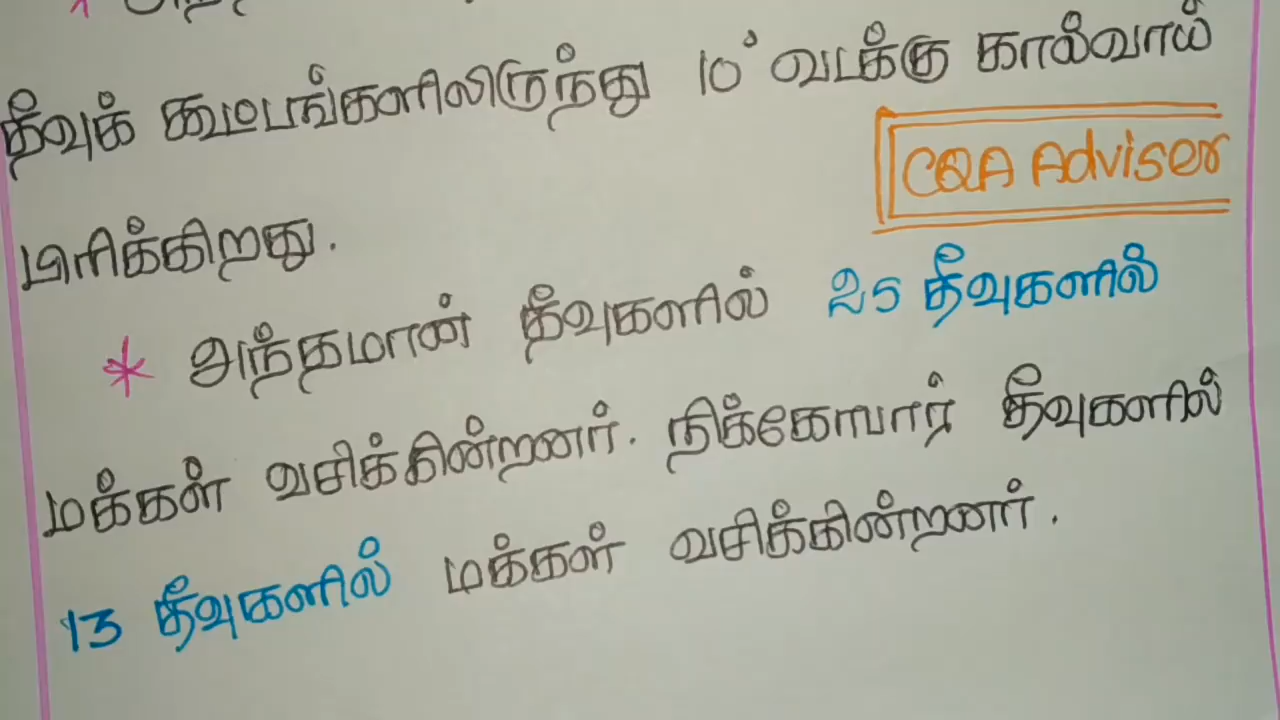 தீவுக் கூட்டங்களிலிருந்து 10° வடக்கு கால்வாய்
CQA Adviser
பிரிக்கிறது.
* அந்தமான் தீவுகளில் 25 தீவுகளில்
மக்கள் வசிக்கின்றனர். நிக்கோபார் தீவுகளில்
13 தீவுகளில் மக்கள் வசிக்கின்றனர்.